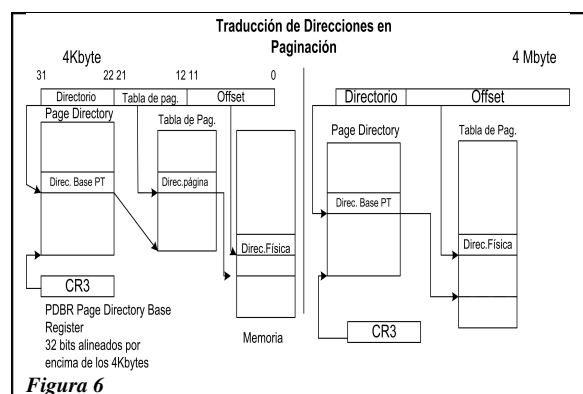 Traducción de Direcciones en
Paginación
4Kbyte
31 22 21 12 11 0
Directorio Tabla de pag. Offset
Page Directory
Tabla de Pag.
Direc. Base PT
Direc.página
Direc.Física
CR3
PDBR Page Directory Base
Register
32 bits alineados por
encima de los 4Kbytes
Memoria
4 Mbyte
Directorio Offset
Page Directory
Tabla de Pag.
Direc. Base PT
Direc.Física
CR3
Figura 6